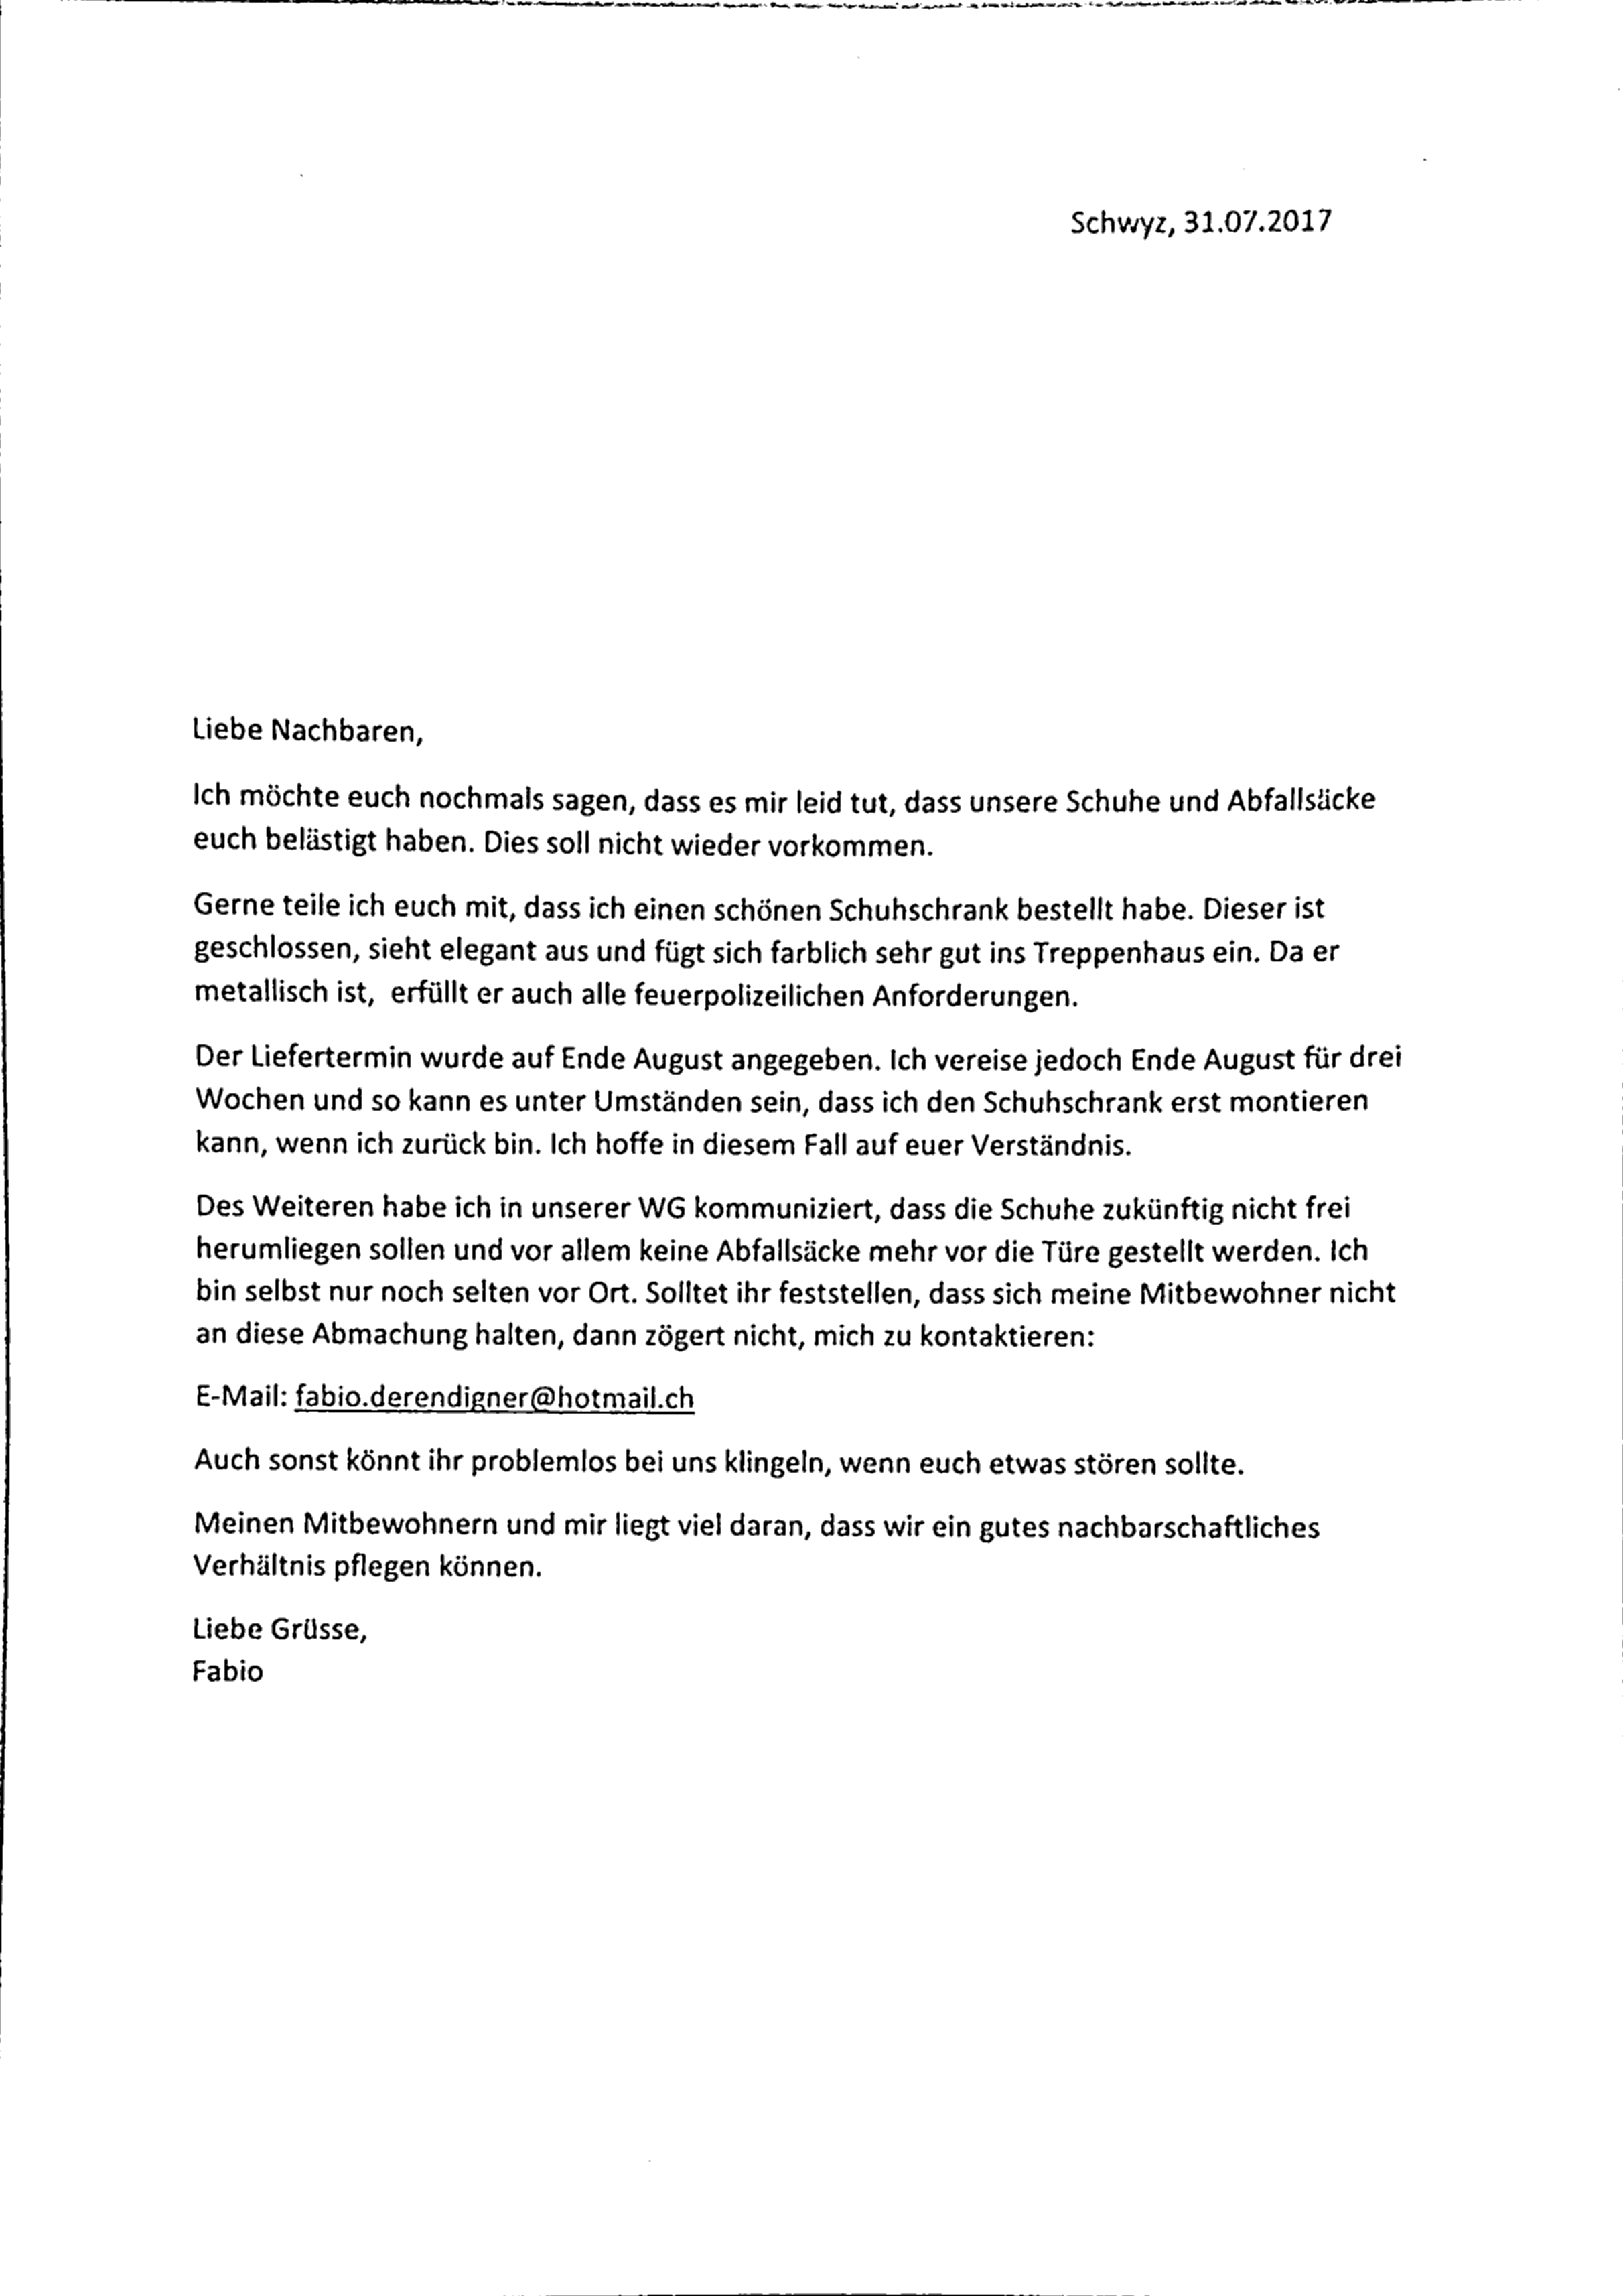 Schwyz, 31.07.2017
Liebe Nachbaren,
Ich möchte euch nochmals sagen, dass es mir leid tut, dass unsere Schuhe und Abfallsäcke
euch belästigt haben. Dies soll nicht wieder vorkommen.
Gerne teile ich euch mit, dass ich einen schönen Schuhschrank bestellt habe. Dieser ist
geschlossen, sieht elegant aus und fügt sich farblich sehr gut ins Treppenhaus ein. Da er
metallisch ist,  erfüllt er auch alle feuerpolizeilichen Anforderungen.
Der Liefertermin wurde auf Ende August angegeben. Ich vereise jedoch Ende August für drei
Wochen und so kann es unter Umständen sein, dass ich den Schuhschrank erst montieren
kann, wenn ich zurück bin. Ich hoffe in diesem Fall auf euer Verständnis.
Des Weiteren habe ich in unserer WG kommuniziert, dass die Schuhe zukünftig nicht frei
herumliegen sollen und vor allem keine Abfallsäcke mehr vor die Türe gestellt werden. Ich
bin selbst nur noch selten vor Ort. Solltet ihr feststellen, dass sich meine Mitbewohner nicht
an diese Abmachung halten, dann zögert nicht, mich zu kontaktieren:
E-Mail: fabio.derendigner@hotmail.ch
Auch sonst könnt ihr problemlos bei uns klingeln, wenn euch etwas stören sollte.
Meinen Mitbewohnern und mir liegt viel daran, dass wir ein gutes nachbarschaftliches
Verhältnis pflegen können.
Liebe Grüsse,
Fabio